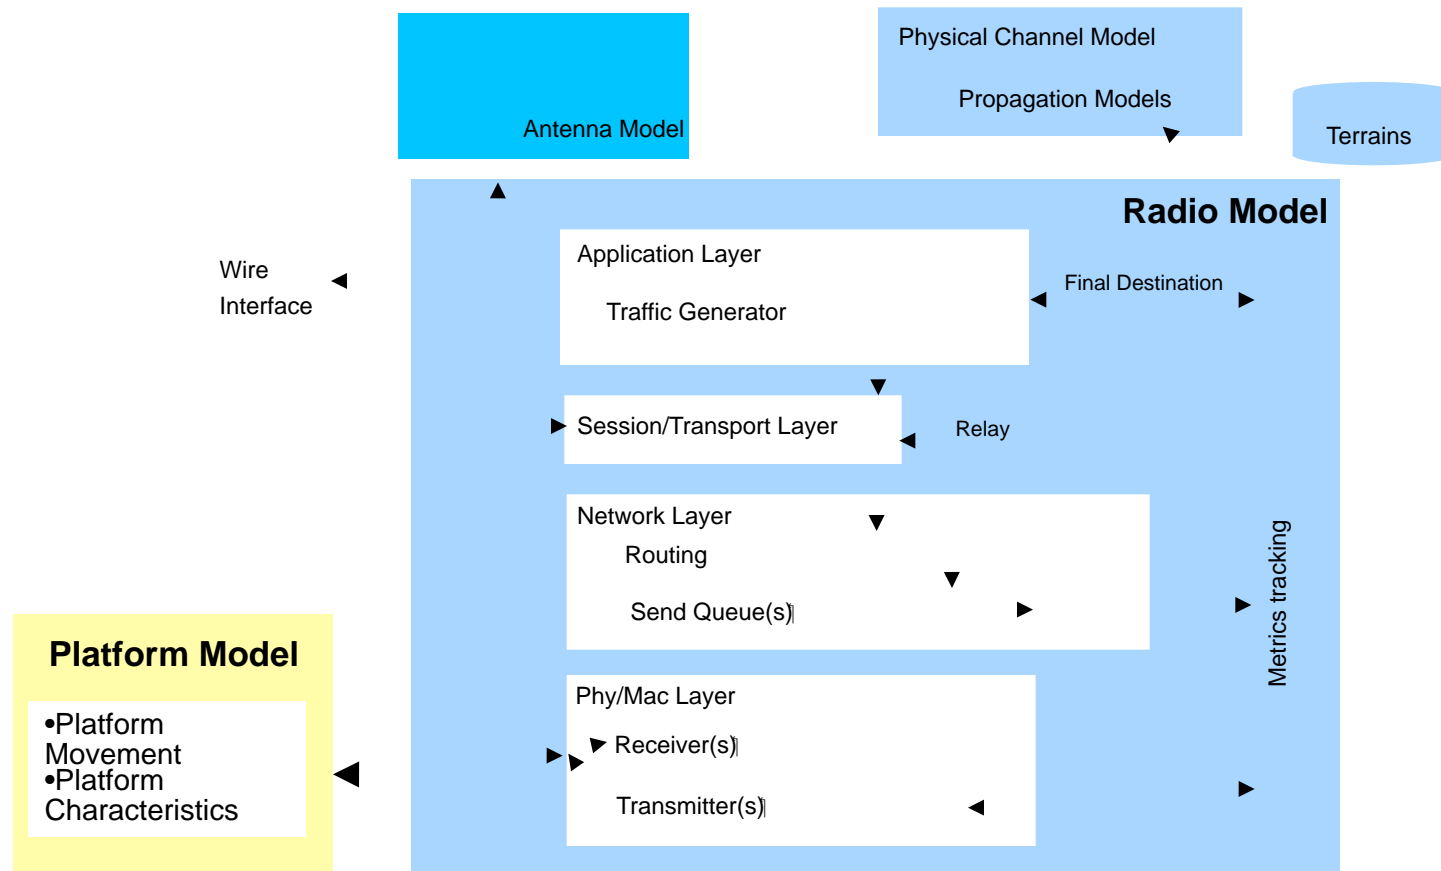 Physical Channel Model
Propagation Models
Antenna Model
Terrains
Radio Model
Application Layer
Traffic Generator
Wire
Interface
Final Destination
Session/Transport Layer
Relay
Network Layer
Routing
Send Queue(s)
Metrics tracking
Platform Model
•Platform
Movement
•Platform
Characteristics
Phy/Mac Layer
Receiver(s)
Transmitter(s)